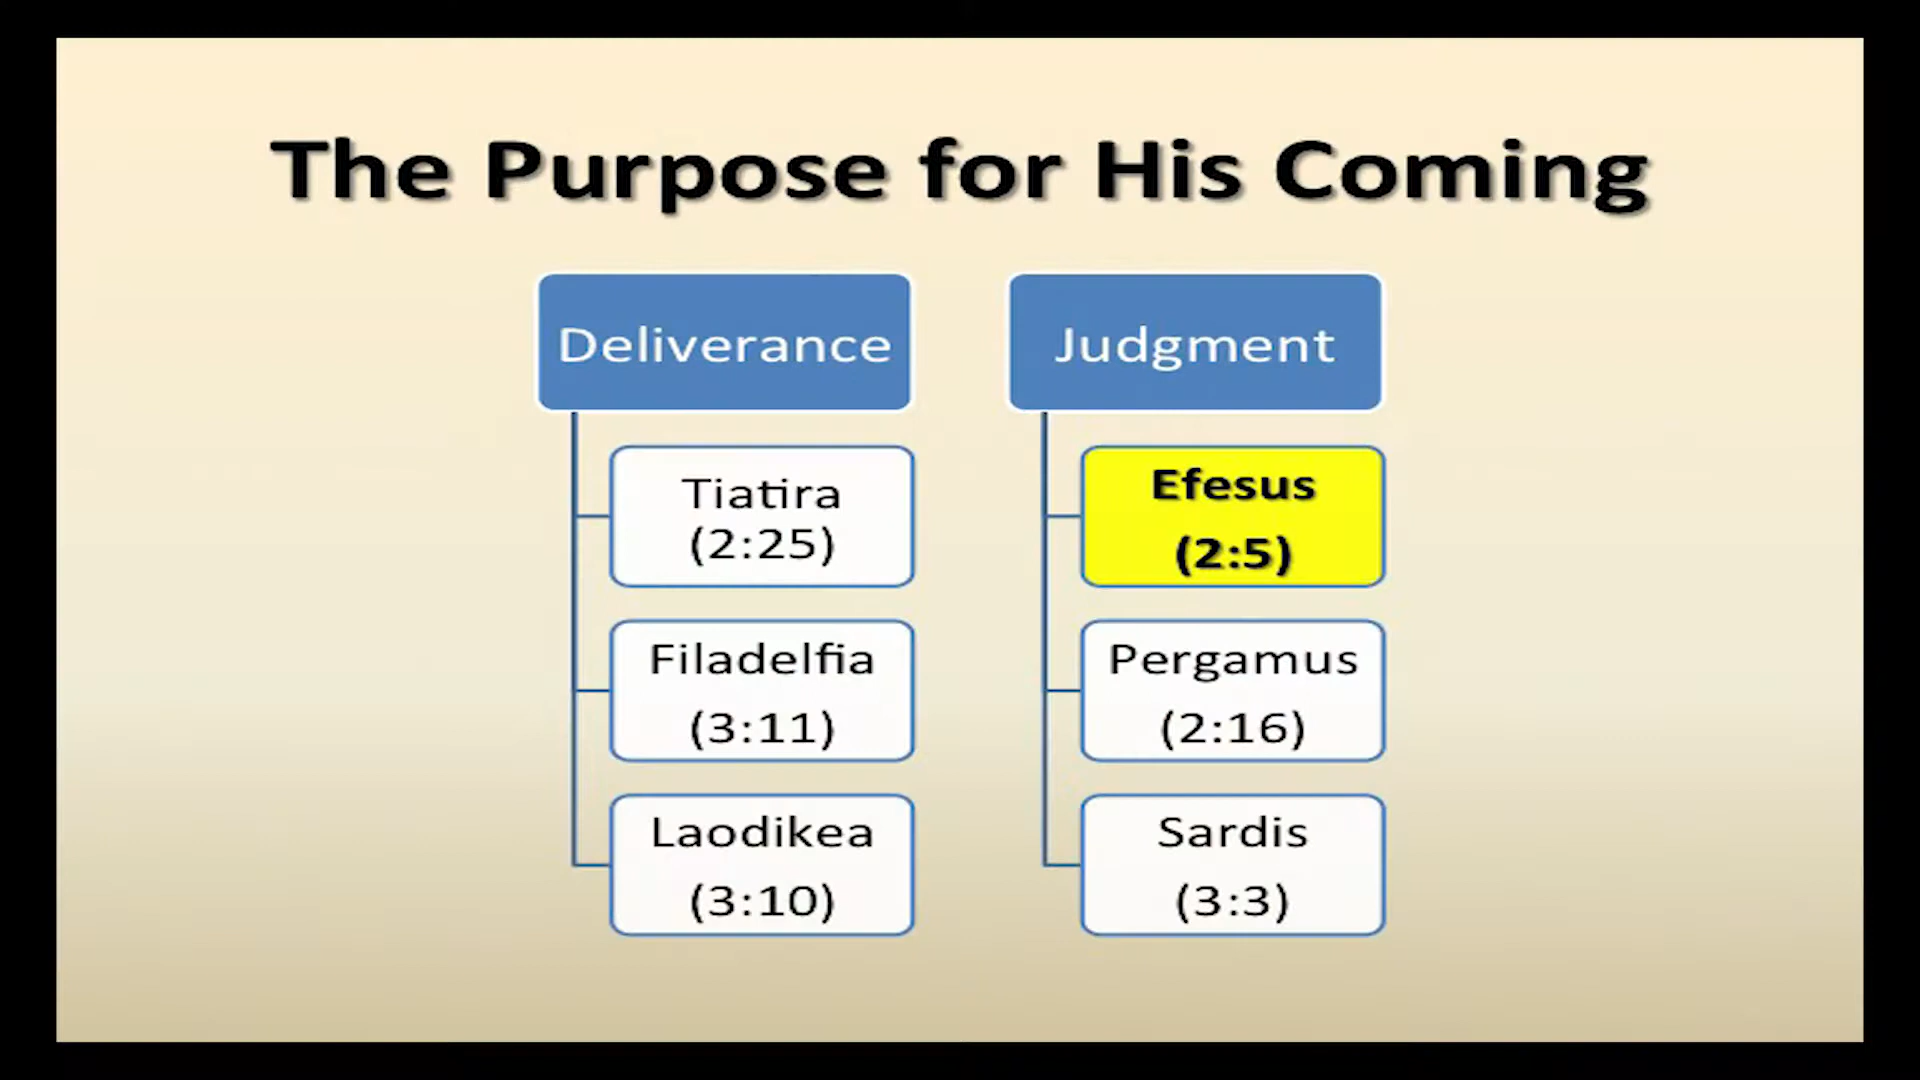 The Purpose for His Coming
Deliverance
Tiatira
(2:25)
Filadelfia
(3:11)
Laodikea
(3:10)
Judgment
Efesus
(2:5)
Pergamus
(2:16)
Sardis
(3:3)